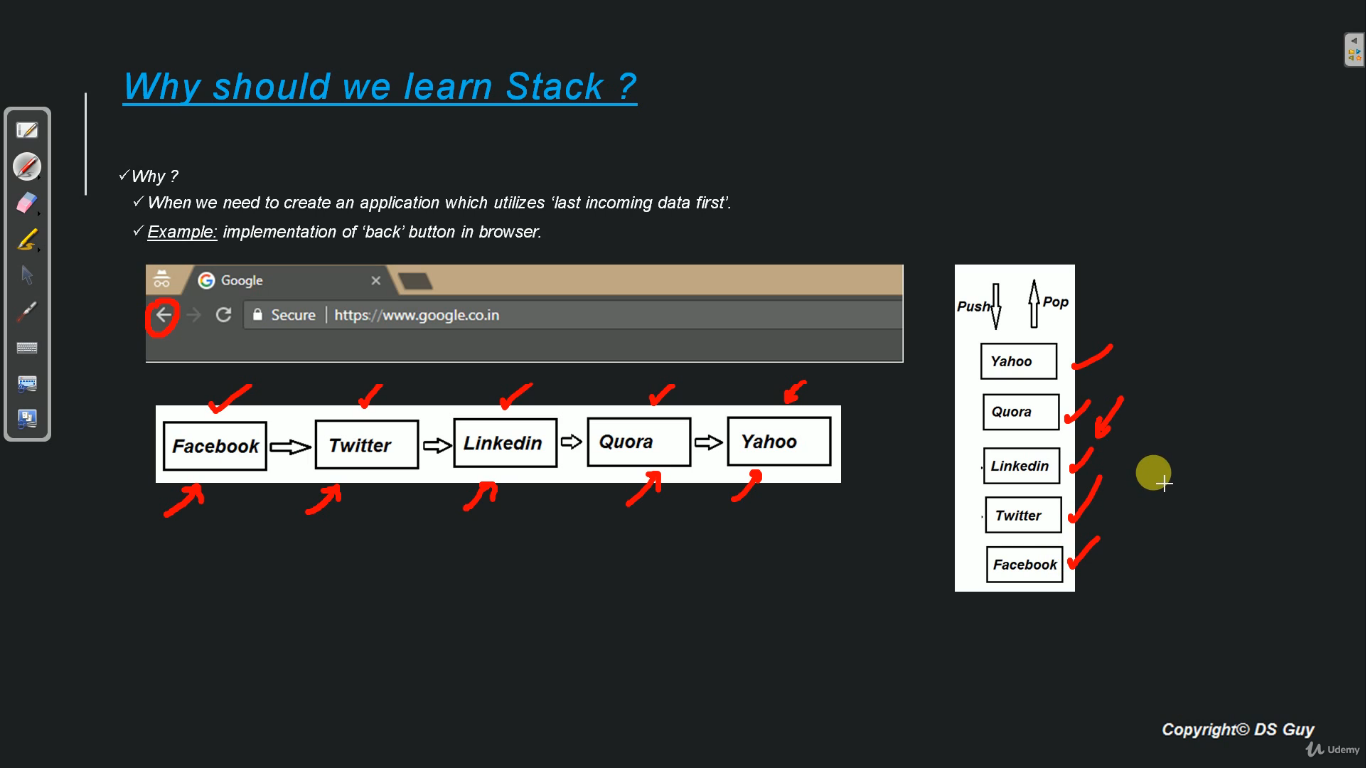 Why should we learn Stack ?
✓Why ?
✓ When we need to create an application which utilizes ‘last incoming data first’.
✓ Example: implementation of ‘back’ button in browser.
Google
Secure | https://www.google.co.in
Facebook Twitter Linkedin Quora Yahoo
Push Pop
Yahoo
Quora
Linkedin
Twitter
Facebook
Copyright© DS Guy
Udemy